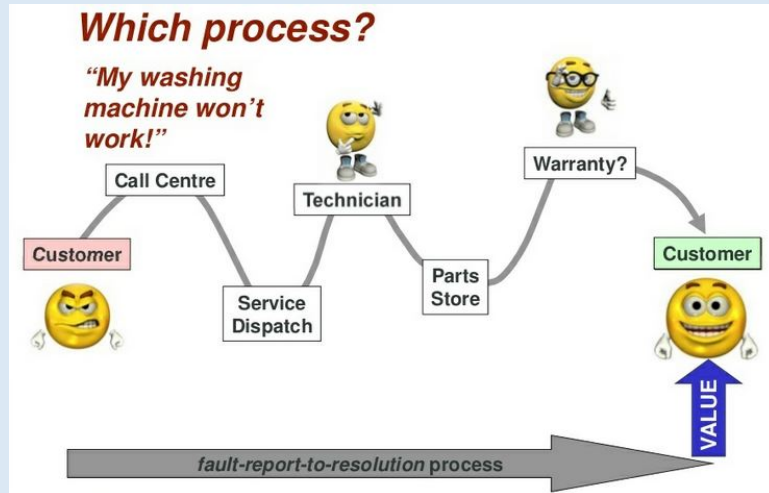 Which process?
“My washing
machine won’t
work!”
Call Centre
Technician
Warranty?
Customer
Service
Dispatch
Parts
Store
Customer
VALUE
fault-report-to-resolution process